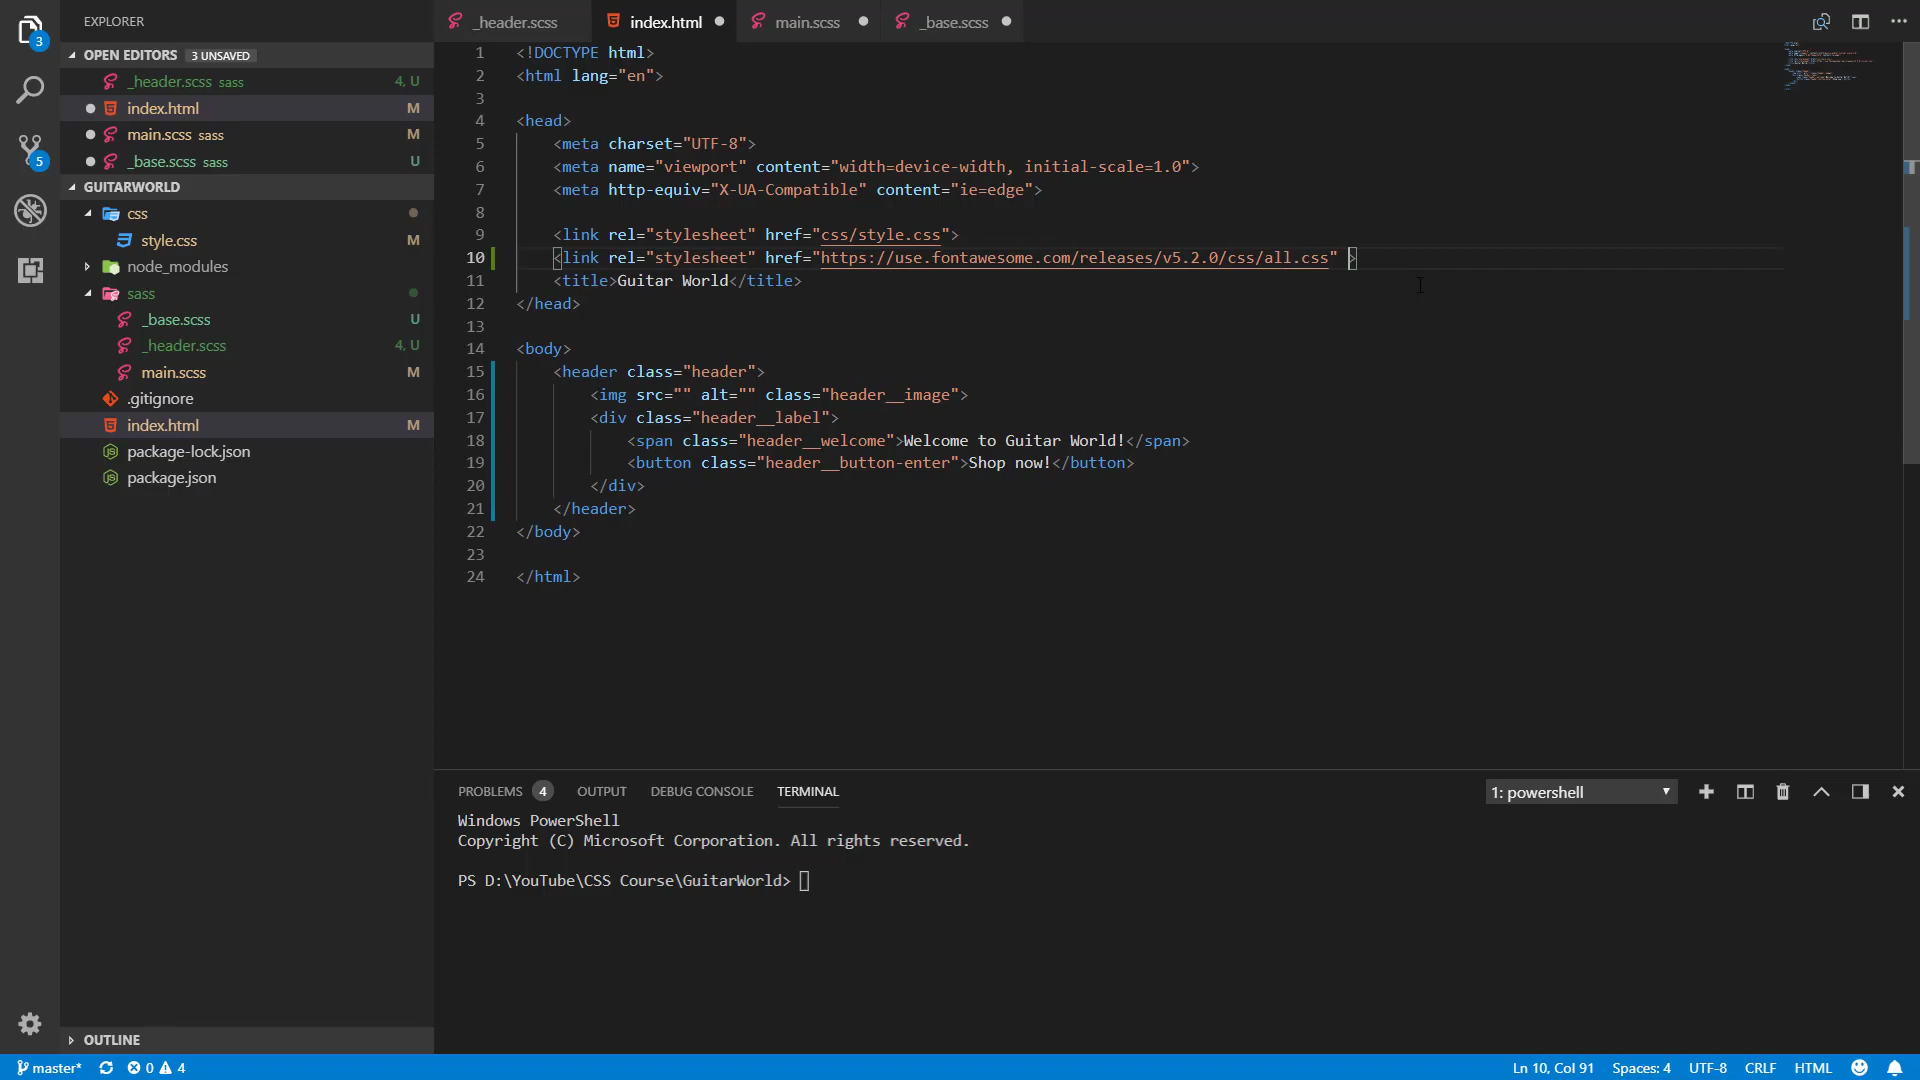 EXPLORER
3
OPEN EDITORS 3 UNSAVED
_header.scss sass 4, U
index.html M
main.scss sass M
5
_base.scss sass U
GUITARWORLD
css
style.css M
node_modules
sass
_base.scss U
_header.scss 4, U
main.scss M
.gitignore
index.html M
package-lock.json
package.json
OUTLINE
_header.scss index.html main.scss _base.scss
1 <!DOCTYPE html>
2 <html lang="en">
3
4 <head>
5 <meta charset="UTF-8">
6 <meta name="viewport" content="width=device-width, initial-scale=1.0">
7 <meta http-equiv="X-UA-Compatible" content="ie=edge">
8
9 <link rel="stylesheet" href="css/style.css">
10 <link rel="stylesheet" href="https://use.fontawesome.com/releases/v5.2.0/css/all.css" >
11 <title>Guitar World</title>
12 </head>
13
14 <body>
15 <header class="header">
16 <img src="" alt="" class="header__image">
17 <div class="header__label">
18 <span class="header__welcome">Welcome to Guitar World!</span>
19 <button class="header__button-enter">Shop now!</button>
20 </div>
21 </header>
22 </body>
23
24 </html>
PROBLEMS 4 OUTPUT DEBUG CONSOLE TERMINAL 1: powershell
Windows PowerShell
Copyright (C) Microsoft Corporation. All rights reserved.
PS D:\YouTube\CSS Course\GuitarWorld>
master* 0 4 Ln 10, Col 91 Spaces: 4 UTF-8 CRLF HTML